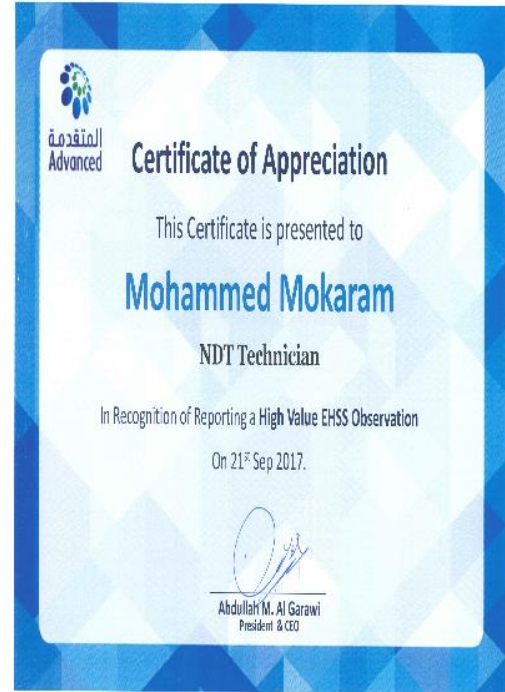 المتقدمة
Advanced
Certificate of Appreciation
This Certificate is presented to
Mohammed Mokaram
NDT Technician
In Recognition of Reporting a High Value EHSS Observation
On 21st Sep 2017.
Abdullah M. Al Garawi
President & CEO